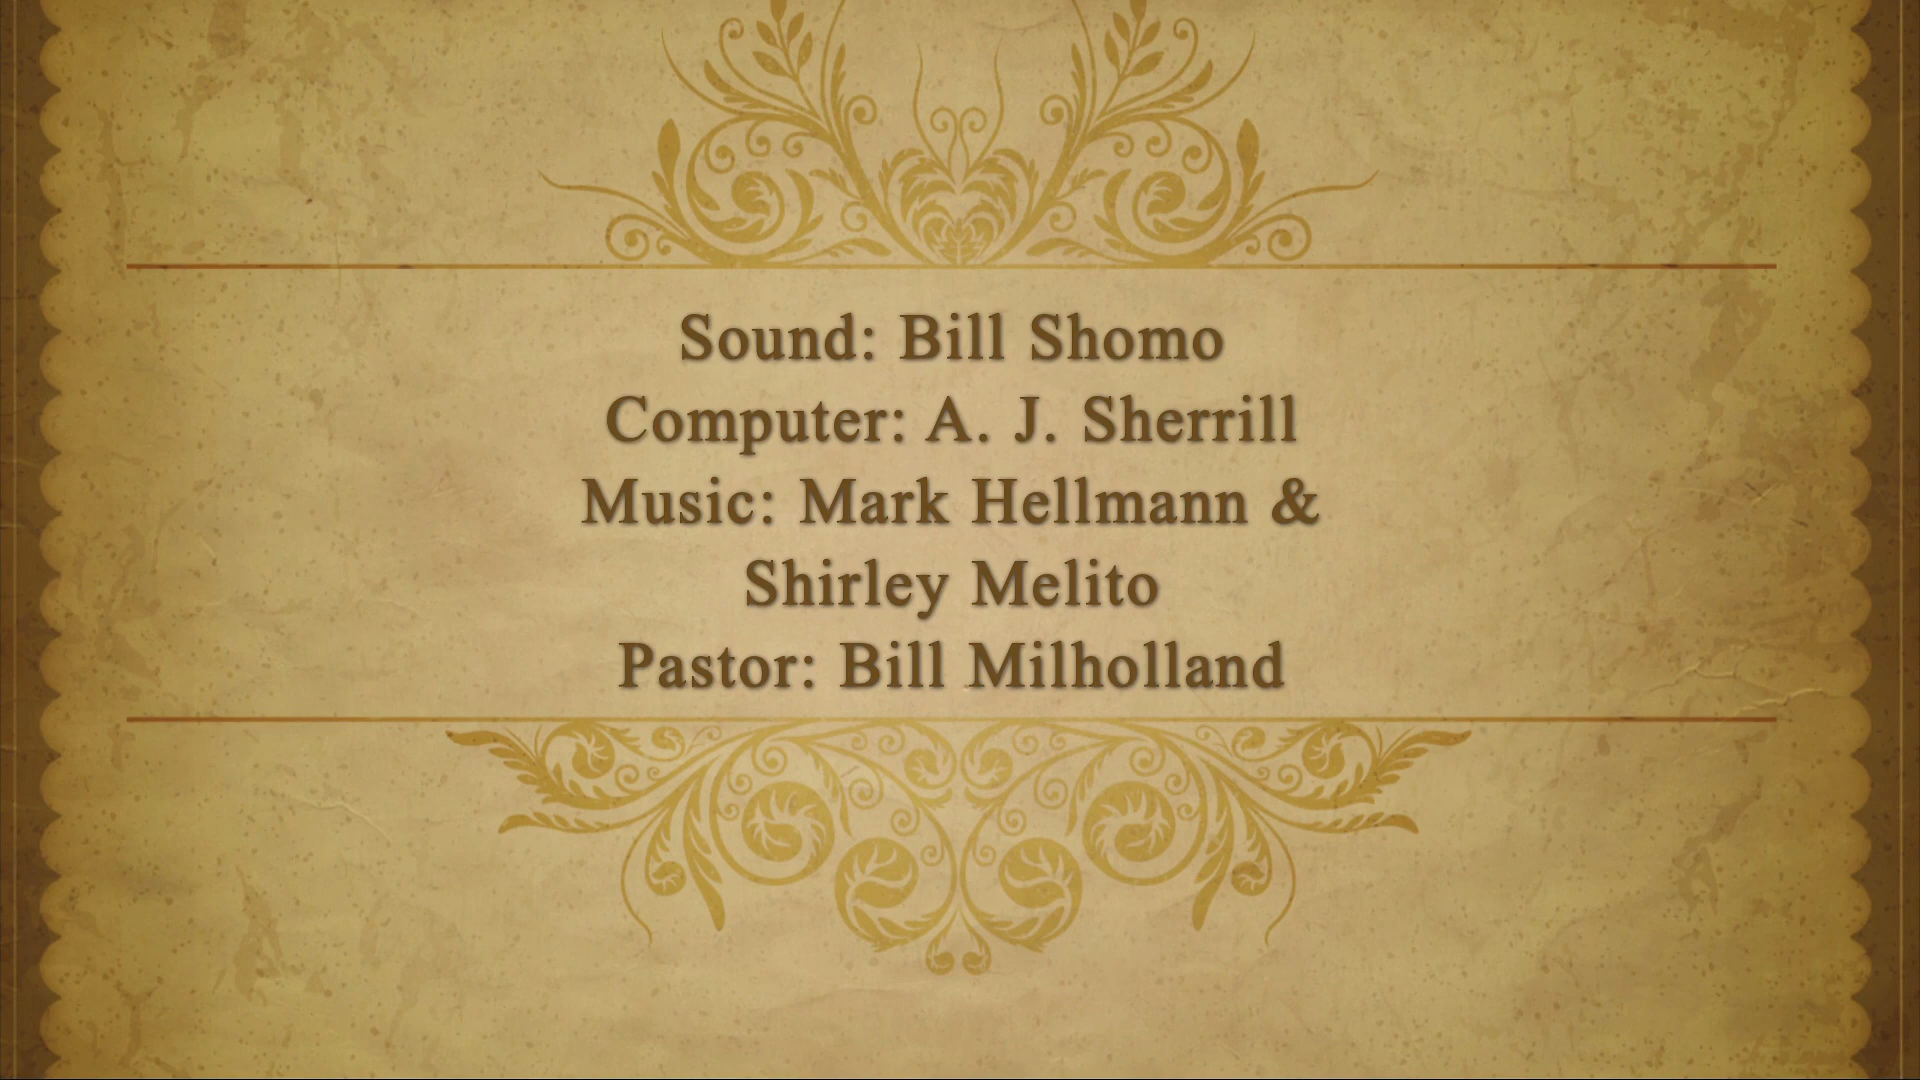 Sound: Bill Shomo
Computer: A. J. Sherrill
Music: Mark Hellmann &
Shirley Melito
Pastor: Bill Milholland